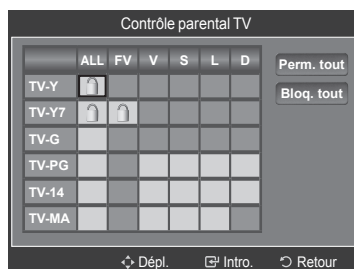 Contrôle parental TV
ALL FV V S L D
Perm. tout
TV-Y
Bloq. tout
TV-Y7
TV-G
TV-PG
TV-14
TV-MA
Dépl. Intro. Retour